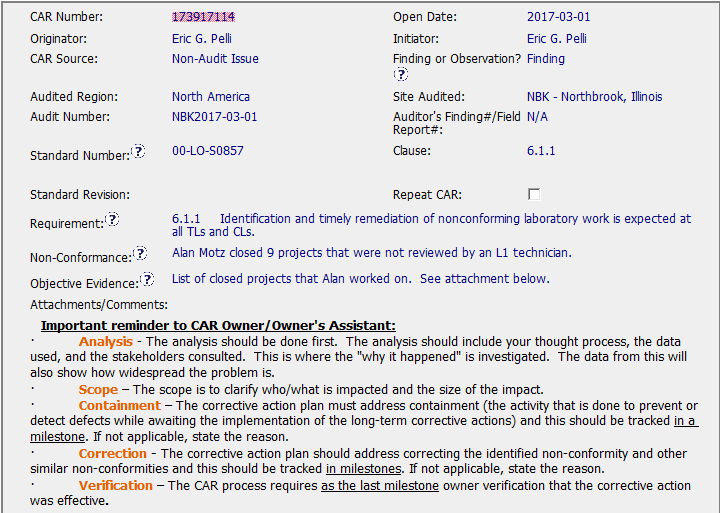 CAR Number: 173917114 Open Date: 2017-03-01
Originator: Eric G. Pelli Initiator: Eric G. Pelli
CAR Source: Non-Audit Issue Finding or Observation? Finding
?
Audited Region: North America Site Audited: NBK - Northbrook, Illinois
Audit Number: NBK2017-03-01 Auditor's Finding#/Field N/A
Report#:
Standard Number: ? 00-LO-S0857 Clause: 6.1.1
Standard Revision: Repeat CAR:
Requirement: ? 6.1.1 Identification and timely remediation of nonconforming laboratory work is expected at
all TLs and CLs.
Non-Conformance: ? Alan Motz closed 9 projects that were not reviewed by an L1 technician.
Objective Evidence: ? List of closed projects that Alan worked on. See attachment below.
Attachments/Comments:
Important reminder to CAR Owner/Owner's Assistant:
· Analysis - The analysis should be done first. The analysis should include your thought process, the data
used, and the stakeholders consulted. This is where the "why it happened" is investigated. The data from this will
also show how widespread the problem is.
· Scope – The scope is to clarify who/what is impacted and the size of the impact.
· Containment – The corrective action plan must address containment (the activity that is done to prevent or
detect defects while awaiting the implementation of the long-term corrective actions) and this should be tracked in a
milestone. If not applicable, state the reason.
· Correction - The corrective action plan should address correcting the identified non-conformity and other
similar non-conformities and this should be tracked in milestones. If not applicable, state the reason.
· Verification – The CAR process requires as the last milestone owner verification that the corrective action
was effective.